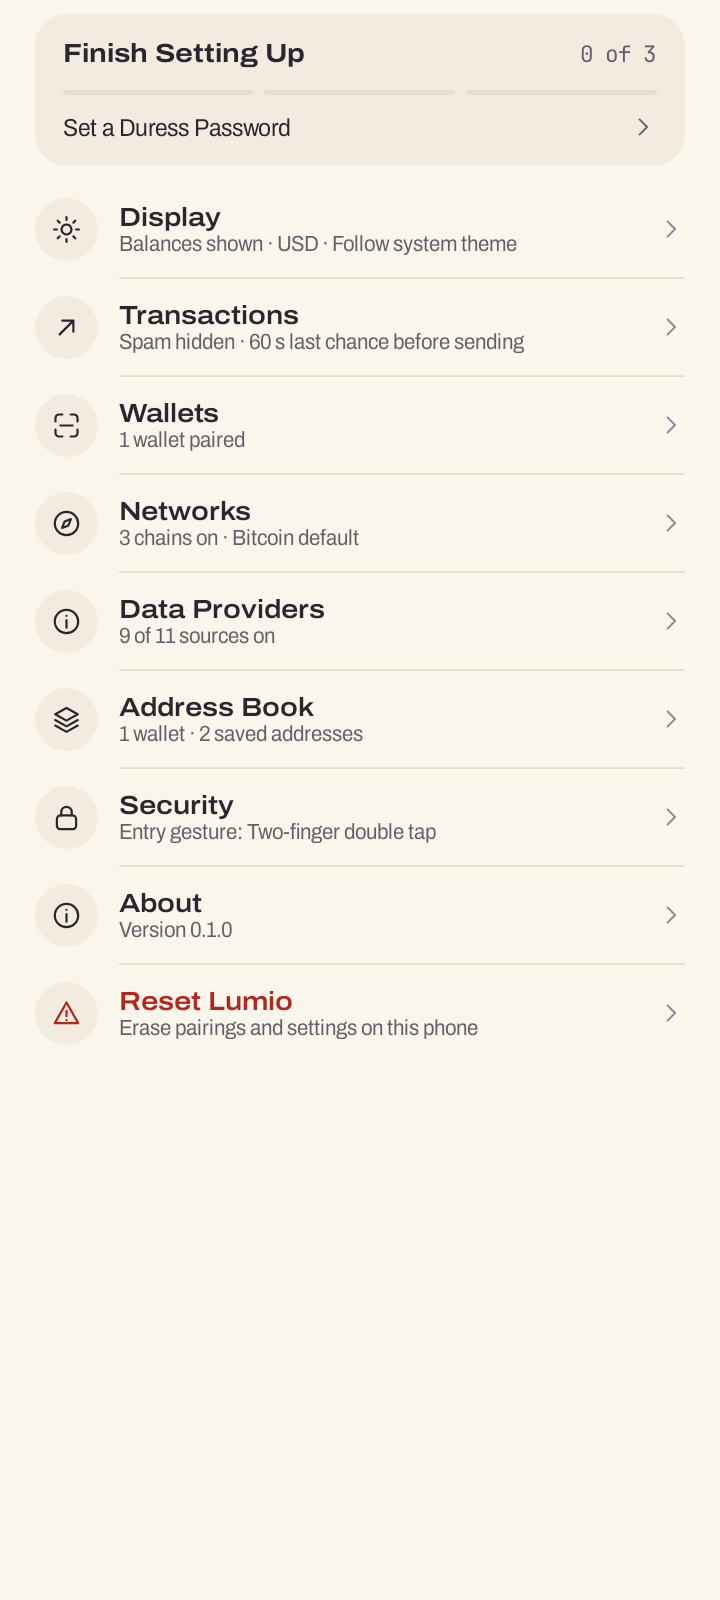 Finish Setting Up
0 of 3
Set a Duress Password
Display
Balances shown · USD · Follow system theme
Transactions
Spam hidden · 60 s last chance before sending
Wallets
1 wallet paired
Networks
3 chains on · Bitcoin default
Data Providers
9 of 11 sources on
Address Book
1 wallet · 2 saved addresses
Security
Entry gesture: Two-finger double tap
About
Version 0.1.0
Reset Lumio
Erase pairings and settings on this phone